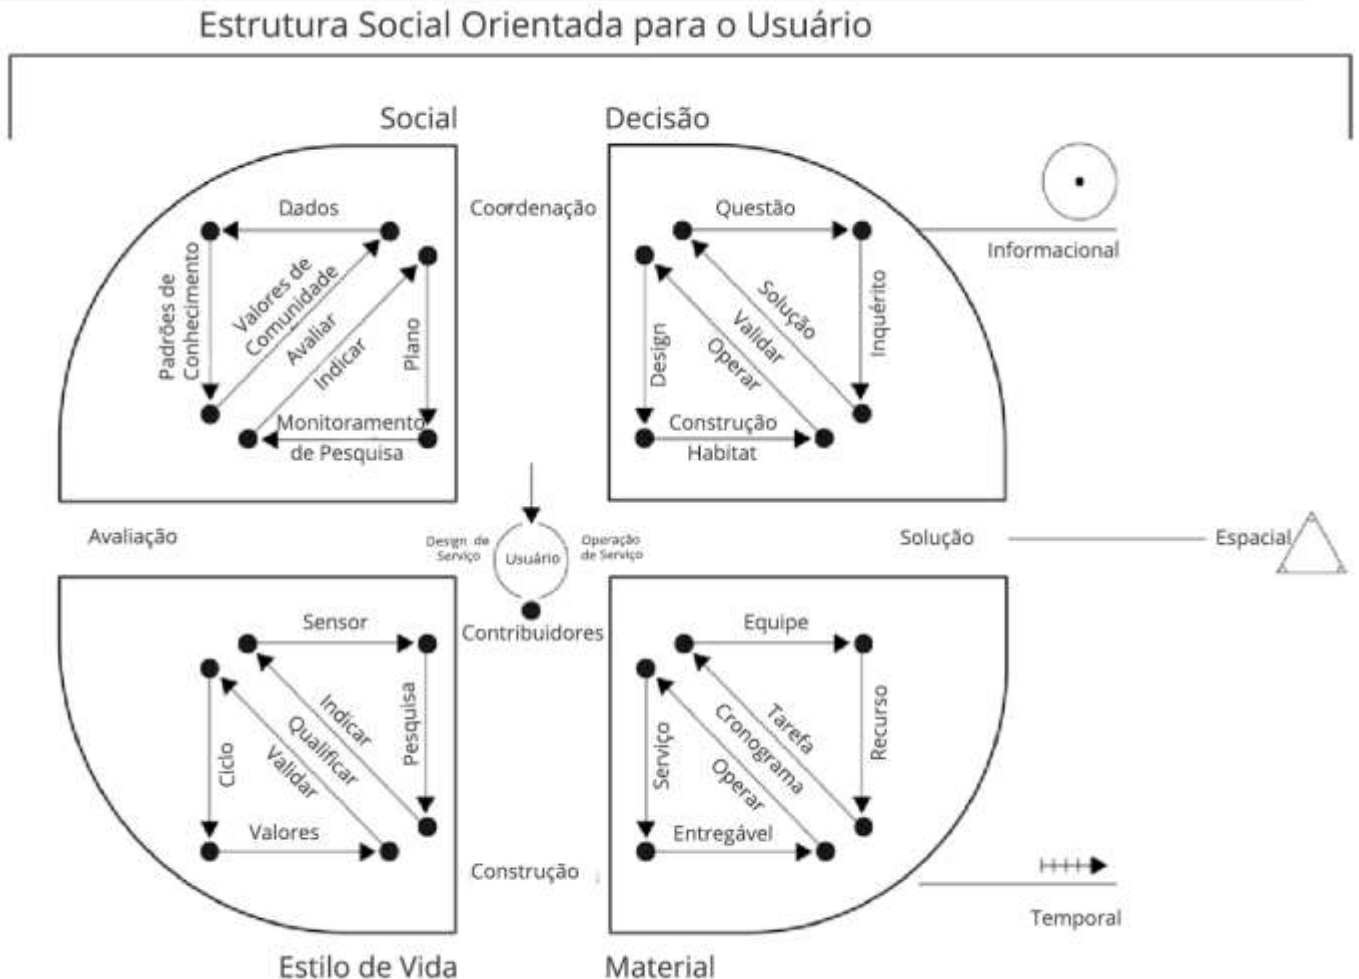 Estrutura Social Orientada para o Usuário
Social
Decisão
Dados
Padrões de
Conhecimento
Valores de
Comunidade
Avaliar
Indicar
Plano
Monitoramento
de Pesquisa
Coordenação
Questão
Inquérito
Solução
Validar
Operar
Design
Construção
Habitat
Informacional
Avaliação
Design de
Serviço
Usuário
Operação
de Serviço
Contribuidores
Solução
Espacial
Sensor
Pesquisa
Indicar
Qualificar
Validar
Ciclo
Valores
Construção
Equipe
Recurso
Tarefa
Cronograma
Operar
Serviço
Entregável
Temporal
Estilo de Vida
Material